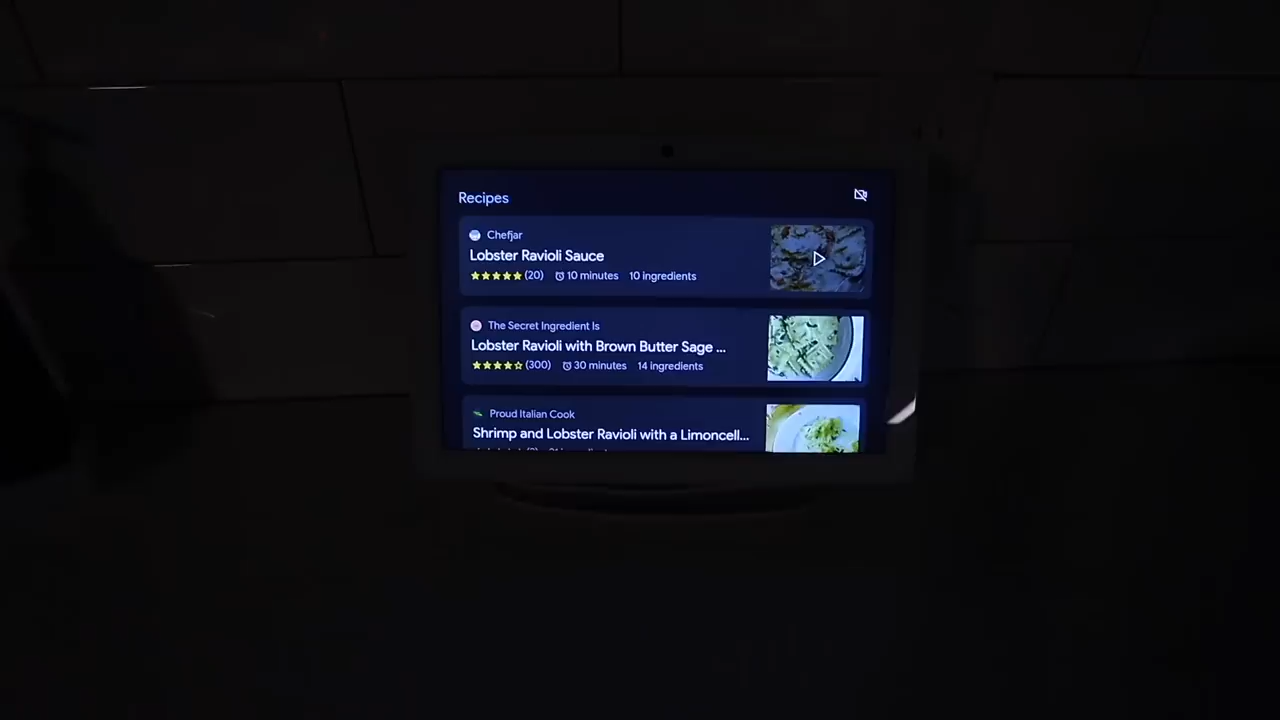 Recipes
Chefjar
Lobster Ravioli Sauce
(20) 10 minutes 10 ingredients
The Secret Ingredient Is
Lobster Ravioli with Brown Butter Sage ...
(300) 30 minutes 14 ingredients
Proud Italian Cook
Shrimp and Lobster Ravioli with a Limoncell...